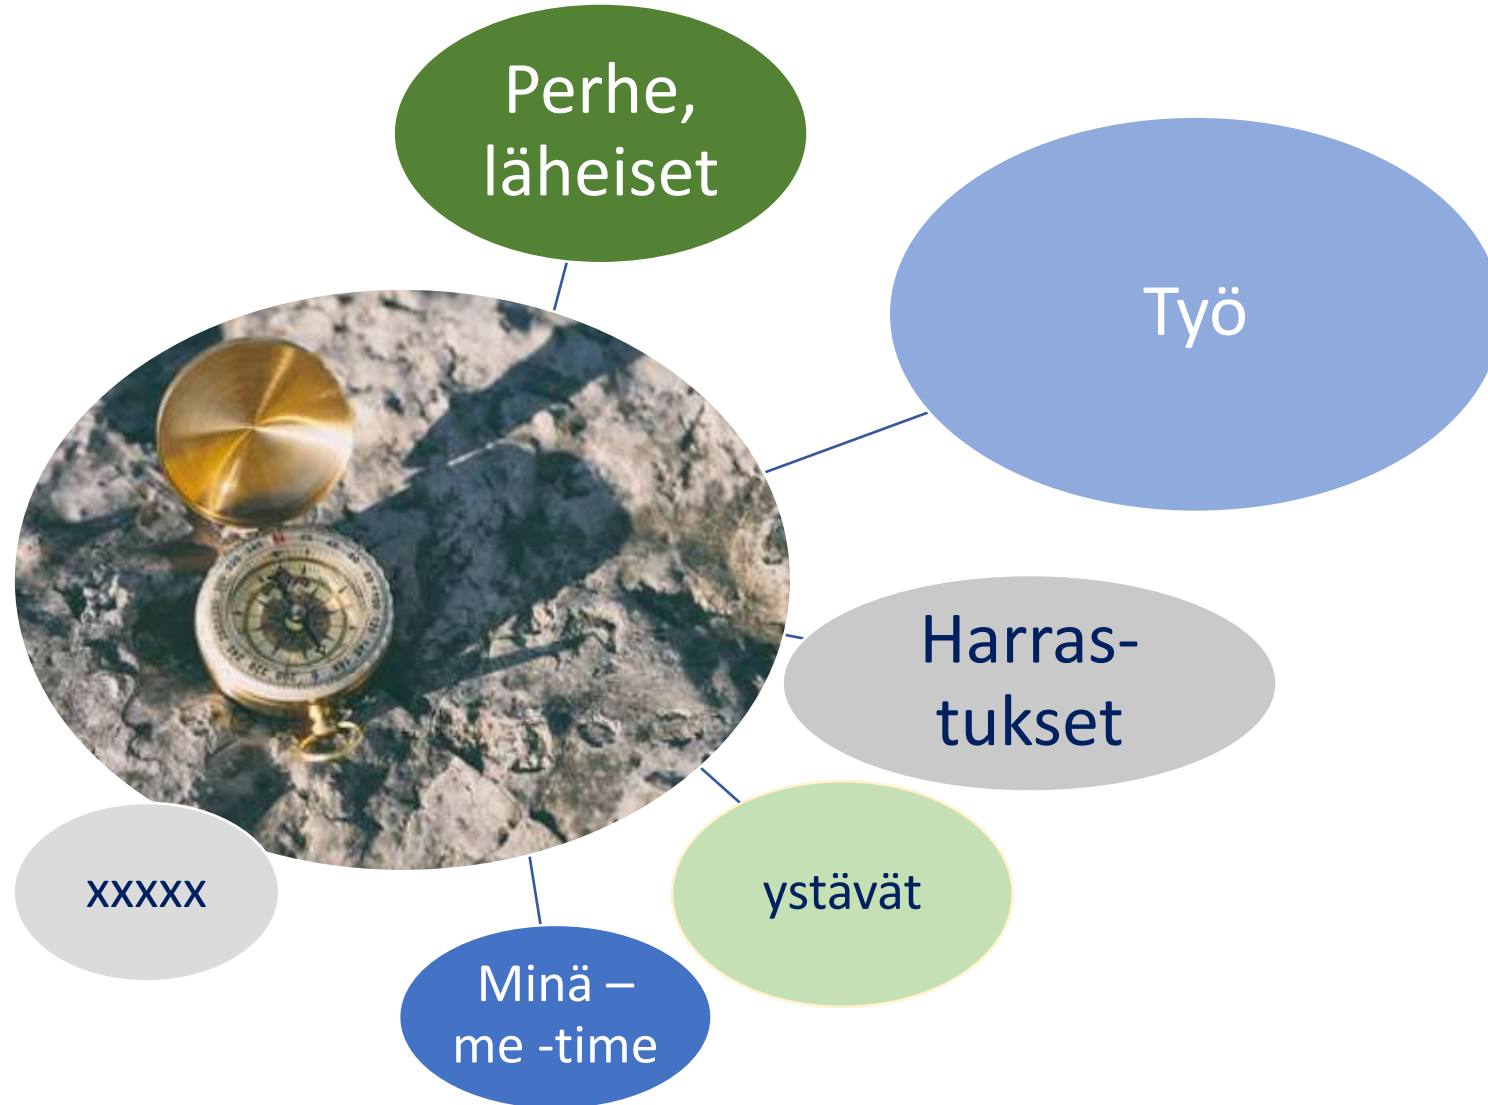 Perhe,
läheiset
Työ
Harras-
tukset
ystävät
xxxxx
Minä –
me -time